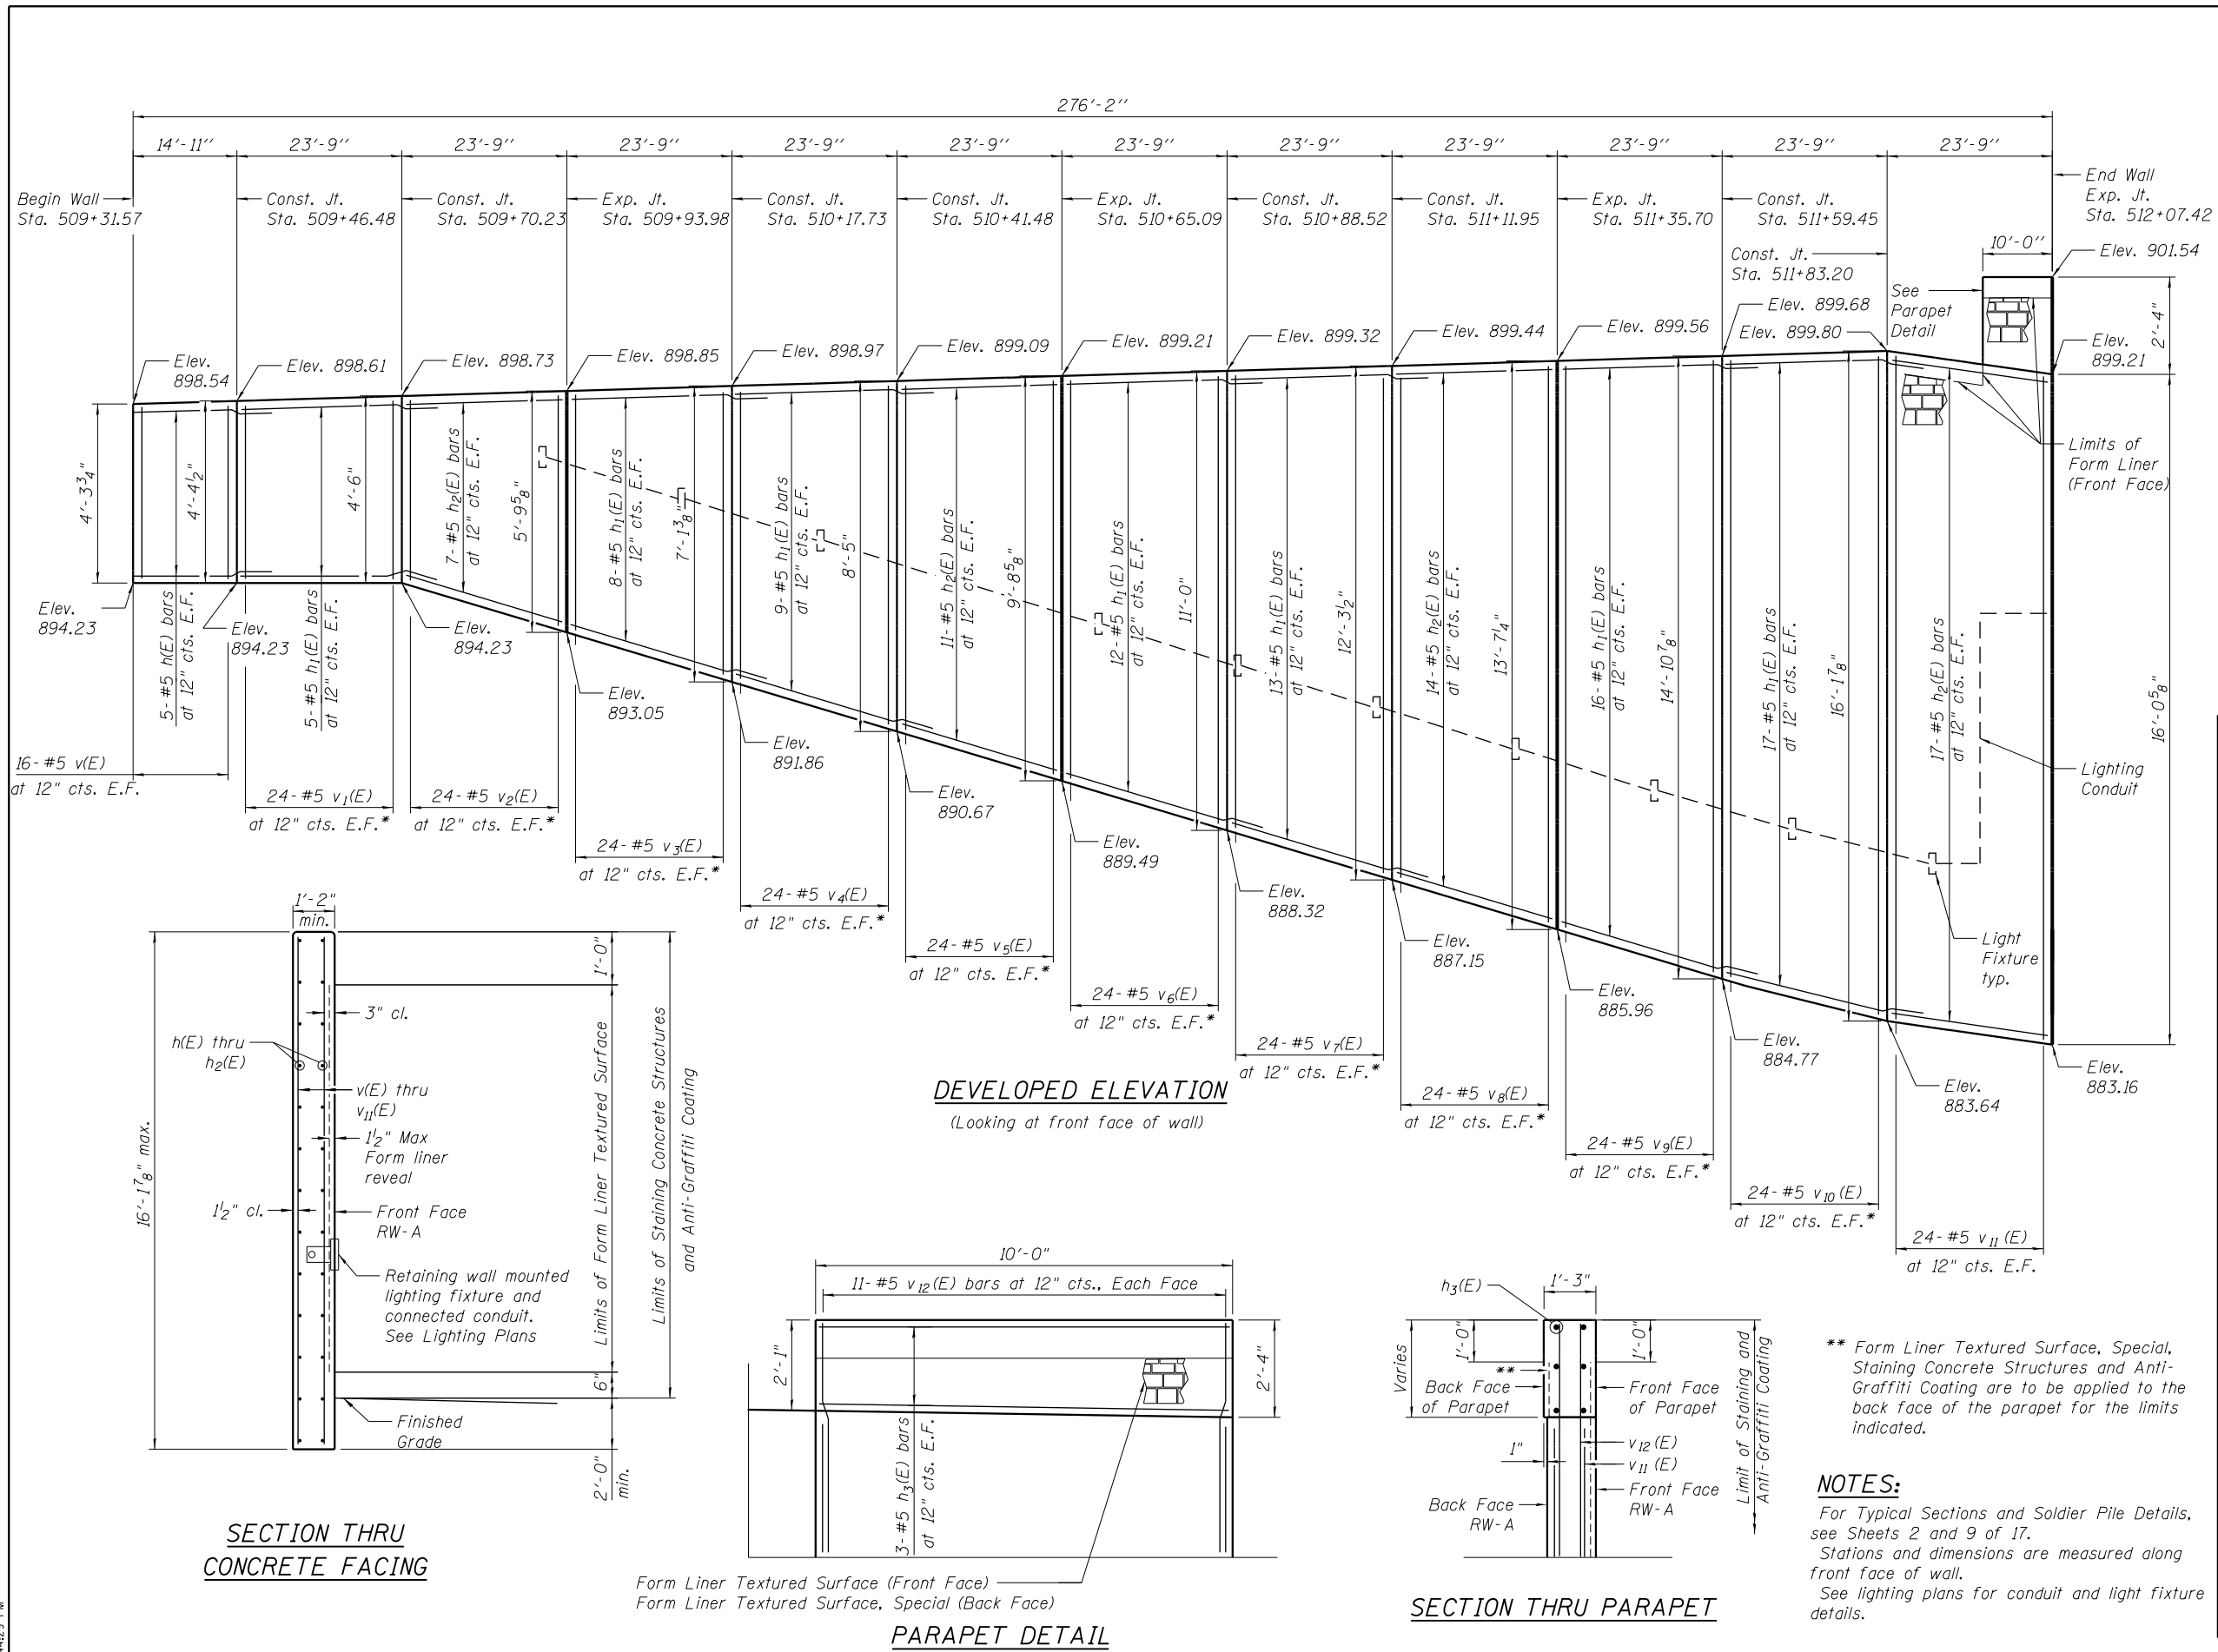 276'-2"
14'-11"
23'-9"
23'-9"
23'-9"
23'-9"
23'-9"
23'-9"
23'-9"
23'-9"
23'-9"
23'-9"
23'-9"
Begin Wall
Sta. 509+31.57
Const. Jt.
Sta. 509+46.48
Const. Jt.
Sta. 509+70.23
Exp. Jt.
Sta. 509+93.98
Const. Jt.
Sta. 510+17.73
Const. Jt.
Sta. 510+41.48
Exp. Jt.
Sta. 510+65.09
Const. Jt.
Sta. 510+88.52
Const. Jt.
Sta. 511+11.95
Exp. Jt.
Sta. 511+35.70
Const. Jt.
Sta. 511+59.45
Const. Jt.
Sta. 511+83.20
End Wall
Exp. Jt.
Sta. 512+07.42
10'-0"
Elev. 901.54
See
Parapet
Detail
2'-4"
Elev.
898.54
Elev. 898.61
Elev. 898.73
Elev. 898.85
Elev. 898.97
Elev. 899.09
Elev. 899.21
Elev. 899.32
Elev. 899.44
Elev. 899.56
Elev. 899.68
Elev. 899.80
Elev.
899.21
Limits of
Form Liner
(Front Face)
4'-3 3/4"
4'-4 1/2"
4'-6"
5'-9 5/8"
7'-1 3/8"
8'-5"
9'-8 5/8"
11'-0"
12'-3 1/2"
13'-7 1/4"
14'-10 7/8"
16'-1 7/8"
16'-0 5/8"
5-#5 h(E) bars
at 12" cts. E.F.
5-#5 h1(E) bars
at 12" cts. E.F.
7-#5 h2(E) bars
at 12" cts. E.F.
8-#5 h1(E) bars
at 12" cts. E.F.
9-#5 h1(E) bars
at 12" cts. E.F.
11-#5 h2(E) bars
at 12" cts. E.F.
12-#5 h1(E) bars
at 12" cts. E.F.
13-#5 h1(E) bars
at 12" cts. E.F.
14-#5 h2(E) bars
at 12" cts. E.F.
16-#5 h1(E) bars
at 12" cts. E.F.
17-#5 h1(E) bars
at 12" cts. E.F.
17-#5 h2(E) bars
at 12" cts. E.F.
Elev.
894.23
Elev.
894.23
Elev.
894.23
Elev.
893.05
Elev.
891.86
Elev.
890.67
Elev.
889.49
Elev.
888.32
Elev.
887.15
Elev.
885.96
Elev.
884.77
Elev.
883.64
Elev.
883.16
Lighting
Conduit
Light
Fixture
typ.
16-#5 v(E)
at 12" cts. E.F.
24-#5 v1(E)
at 12" cts. E.F.*
24-#5 v2(E)
at 12" cts. E.F.*
24-#5 v3(E)
at 12" cts. E.F.*
24-#5 v4(E)
at 12" cts. E.F.*
24-#5 v5(E)
at 12" cts. E.F.*
24-#5 v6(E)
at 12" cts. E.F.*
24-#5 v7(E)
at 12" cts. E.F.*
24-#5 v8(E)
at 12" cts. E.F.*
24-#5 v9(E)
at 12" cts. E.F.*
24-#5 v10(E)
at 12" cts. E.F.*
24-#5 v11(E)
at 12" cts. E.F.
DEVELOPED ELEVATION
(Looking at front face of wall)
1'-2"
min.
1'-0"
3" cl.
h(E) thru
h2(E)
v(E) thru
v11(E)
1 1/2" Max
Form liner
reveal
1 1/2" cl.
Front Face
RW-A
Retaining wall mounted
lighting fixture and
connected conduit.
See Lighting Plans
Finished
Grade
16'-1 7/8" max.
Limits of Form Liner Textured Surface
Limits of Staining Concrete Structures
and Anti-Graffiti Coating
6"
2'-0"
min.
SECTION THRU
CONCRETE FACING
10'-0"
11-#5 v12(E) bars at 12" cts., Each Face
2'-1"
2'-4"
3-#5 h3(E) bars
at 12" cts. E.F.
Form Liner Textured Surface (Front Face)
Form Liner Textured Surface, Special (Back Face)
PARAPET DETAIL
h3(E)
1'-3"
Varies
1'-0"
1'-0"
**
Back Face
of Parapet
Front Face
of Parapet
1"
v12(E)
v11(E)
Back Face
RW-A
Front Face
RW-A
Limit of Staining and
Anti-Graffiti Coating
SECTION THRU PARAPET
** Form Liner Textured Surface, Special,
Staining Concrete Structures and Anti-
Graffiti Coating are to be applied to the
back face of the parapet for the limits
indicated.
NOTES:
For Typical Sections and Soldier Pile Details,
see Sheets 2 and 9 of 17.
Stations and dimensions are measured along
front face of wall.
See lighting plans for conduit and light fixture
details.